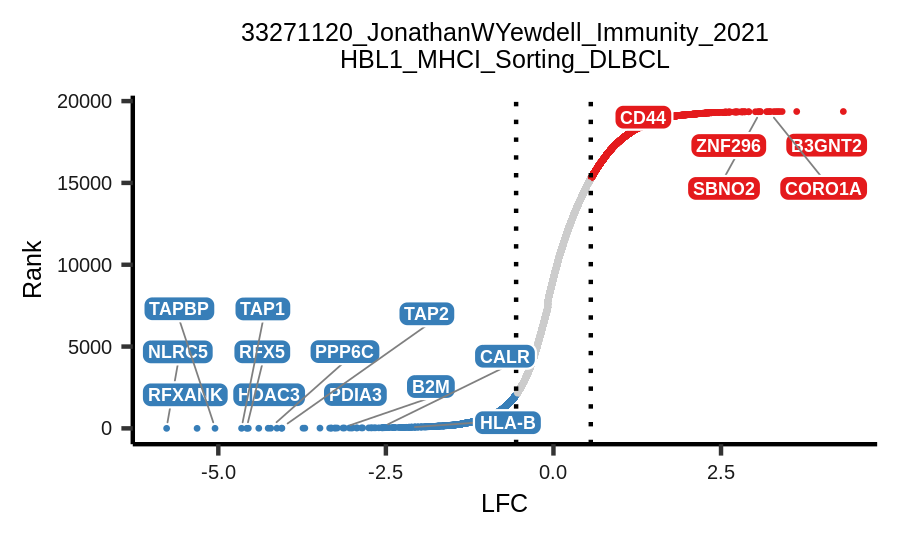 33271120_JonathanWYewdell_Immunity_2021
HBL1_MHCI_Sorting_DLBCL
Rank
20000
15000
10000
5000
0
CD44
ZNF296
B3GNT2
SBNO2
CORO1A
TAPBP
TAP1
TAP2
NLRC5
RFX5
PPP6C
CALR
RFXANK
HDAC3
PDIA3
B2M
HLA-B
-5.0
-2.5
0.0
2.5
LFC